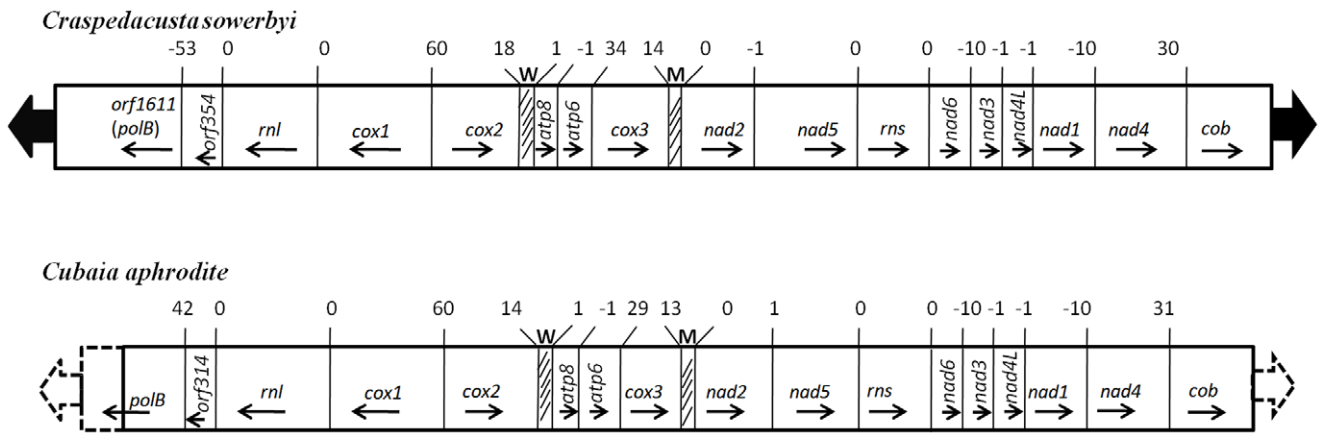 Craspedacusta sowerbyi
-53 0 0 60 18 1 -1 34 14 0 -1 0 0 -10 -1 -1 -10 30
W M
orf1611
(polB) orf354 rnl cox1 cox2 atp8 atp6 cox3 nad2 nad5 rns nad6 nad3 nad4L nad1 nad4 cob
Cubaia aphrodite
42 0 0 60 14 1 -1 29 13 0 1 0 0 -10 -1 -1 -10 31
W M
polB orf314 rnl cox1 cox2 atp8 atp6 cox3 nad2 nad5 rns nad6 nad3 nad4L nad1 nad4 cob